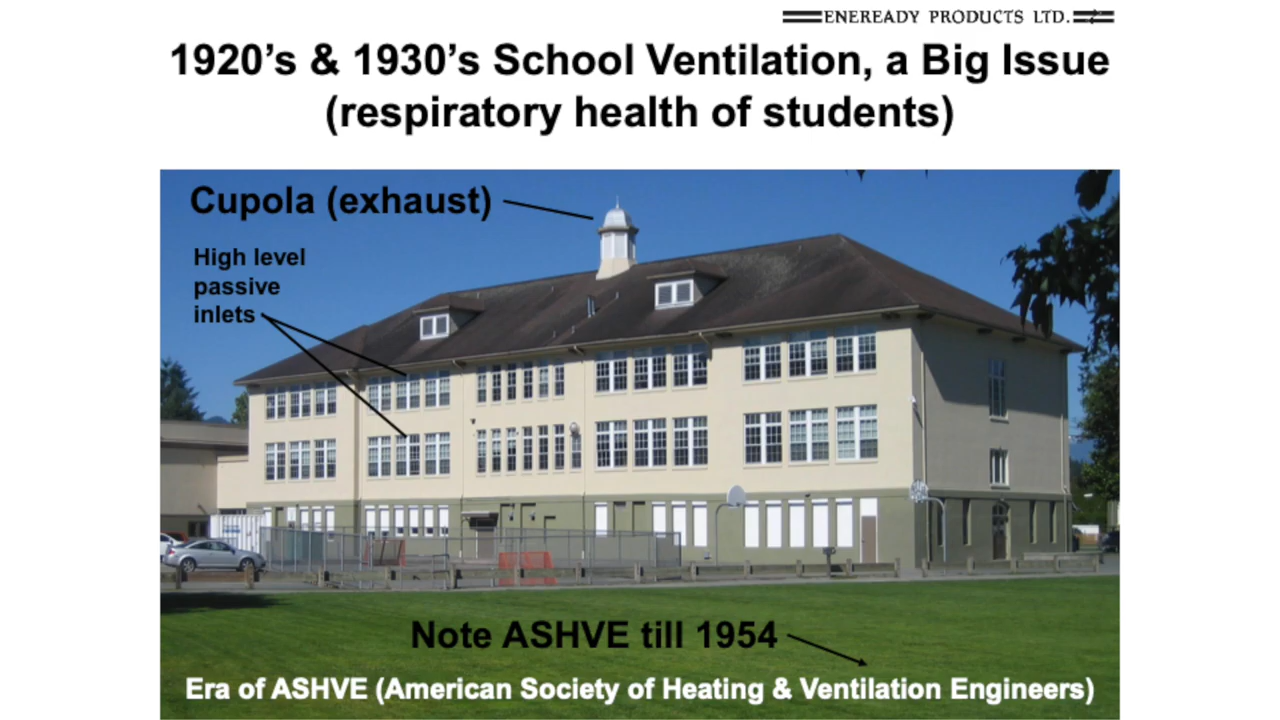 ENEREADY PRODUCTS LTD.
1920’s & 1930’s School Ventilation, a Big Issue
(respiratory health of students)
Cupola (exhaust)
High level
passive
inlets
Note ASHVE till 1954
Era of ASHVE (American Society of Heating & Ventilation Engineers)